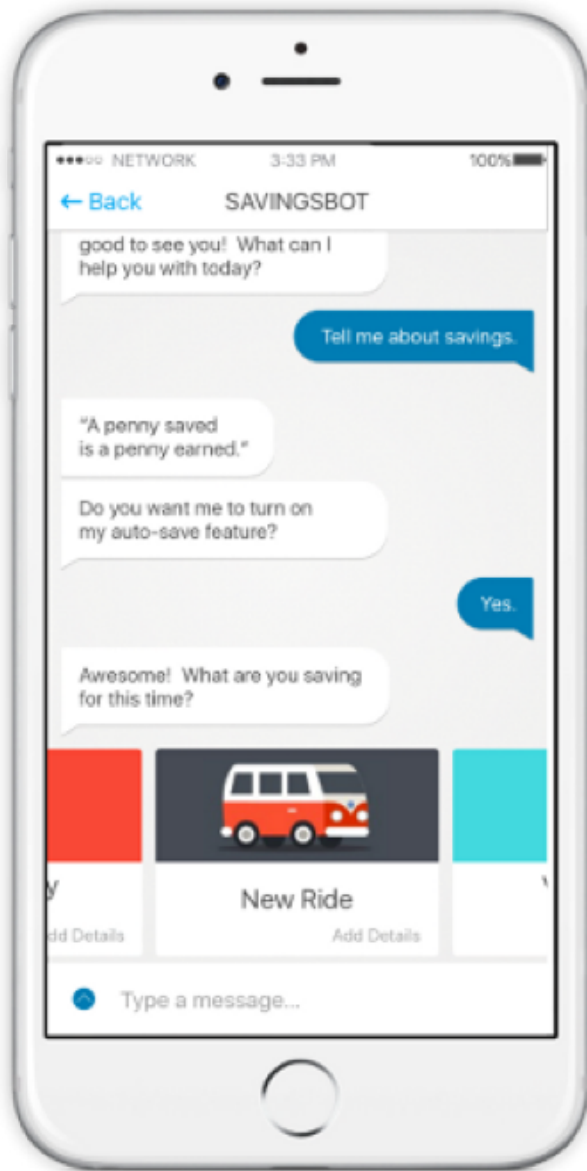 NETWORK 3:33 PM 100%
← Back SAVINGSBOT
good to see you! What can I
help you with today?
Tell me about savings.
“A penny saved
is a penny earned.”
Do you want me to turn on
my auto-save feature?
Yes.
Awesome! What are you saving
for this time?
y New Ride
dd Details Add Details
Type a message...